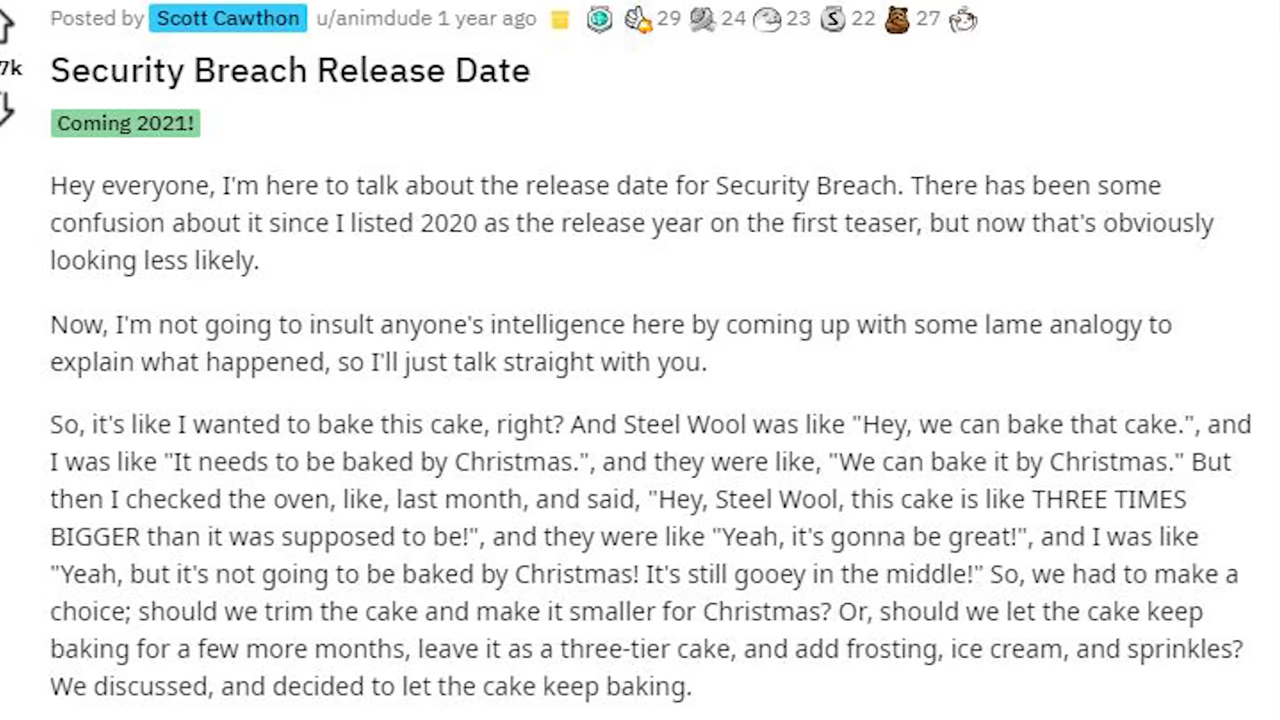 Posted by Scott Cawthon u/animdude 1 year ago 29 24 23 S 22 27
7k
Security Breach Release Date
Coming 2021!
Hey everyone, I'm here to talk about the release date for Security Breach. There has been some
confusion about it since I listed 2020 as the release year on the first teaser, but now that's obviously
looking less likely.
Now, I'm not going to insult anyone's intelligence here by coming up with some lame analogy to
explain what happened, so I'll just talk straight with you.
So, it's like I wanted to bake this cake, right? And Steel Wool was like "Hey, we can bake that cake.", and
I was like "It needs to be baked by Christmas.", and they were like, "We can bake it by Christmas." But
then I checked the oven, like, last month, and said, "Hey, Steel Wool, this cake is like THREE TIMES
BIGGER than it was supposed to be!", and they were like "Yeah, it's gonna be great!", and I was like
"Yeah, but it's not going to be baked by Christmas! It's still gooey in the middle!" So, we had to make a
choice; should we trim the cake and make it smaller for Christmas? Or, should we let the cake keep
baking for a few more months, leave it as a three-tier cake, and add frosting, ice cream, and sprinkles?
We discussed, and decided to let the cake keep baking.